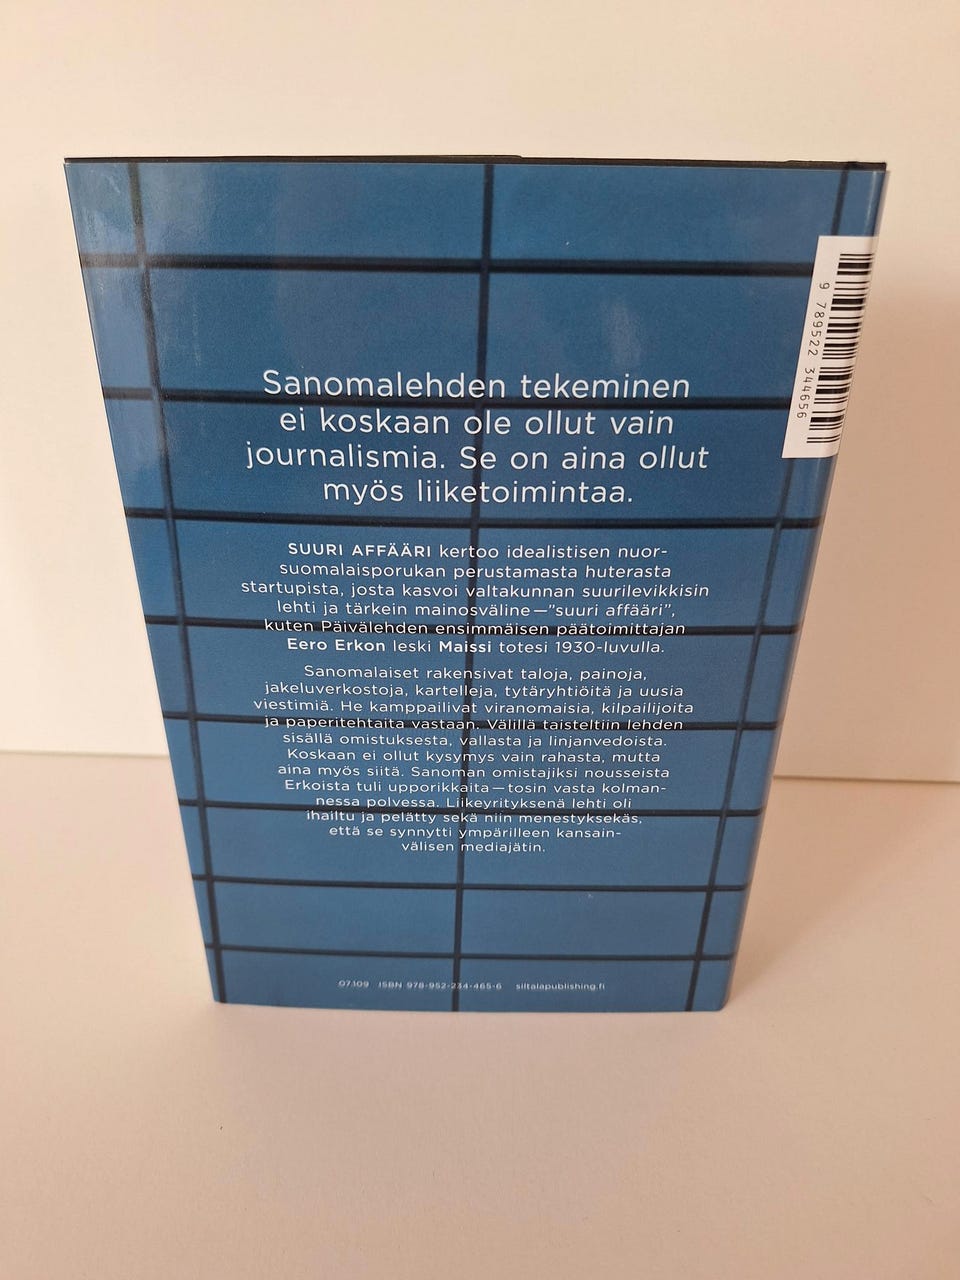 Sanomalehden tekeminen
ei koskaan ole ollut vain
journalismia. Se on aina ollut
myös liiketoimintaa.
SUURI AFFÄÄRI kertoo idealistisen nuor-
suomalaisporukan perustamasta huterasta
startupista, josta kasvoi valtakunnan suurilevikkisin
lehti ja tärkein mainosväline—”suuri affääri”,
kuten Päivälehden ensimmäisen päätoimittajan
Eero Erkon leski Maissi totesi 1930-luvulla.
Sanomalaiset rakensivat taloja, painoja,
jakeluverkostoja, kartelleja, tytäryhtiöitä ja uusia
viestimiä. He kamppailivat viranomaisia, kilpailijoita
ja paperitehtaita vastaan. Välillä taisteltiin lehden
sisällä omistuksesta, vallasta ja linjanvedoista.
Koskaan ei ollut kysymys vain rahasta, mutta
aina myös siitä. Sanoman omistajiksi nousseista
Erkoista tuli upporikkaita—tosin vasta kolman-
nessa polvessa. Liikeyrityksenä lehti oli
ihailtu ja pelätty sekä niin menestyksekäs,
että se synnytti ympärilleen kansain-
välisen mediajätin.
07.109 ISBN 978-952-234-465-6 siltalapublishing.fi
9 789522 344656